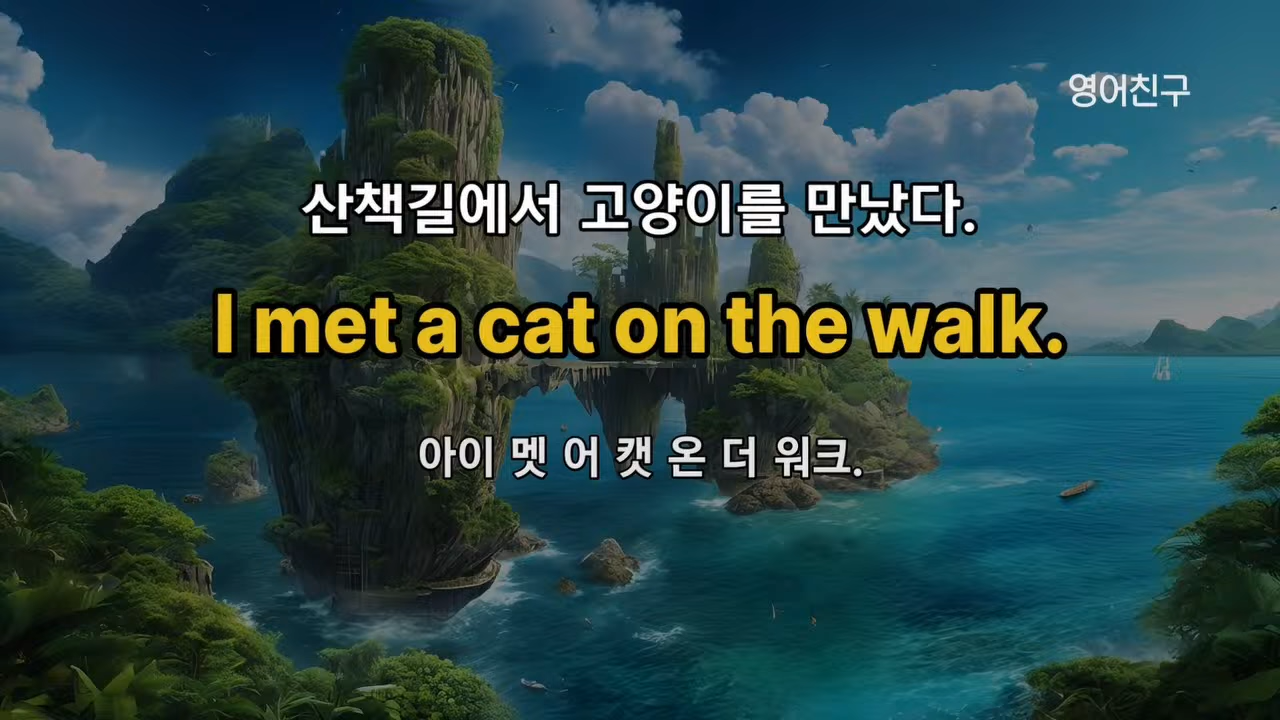 영어친구
산책길에서 고양이를 만났다.
I met a cat on the walk.
아이 멧 어 캣 온 더 워크.